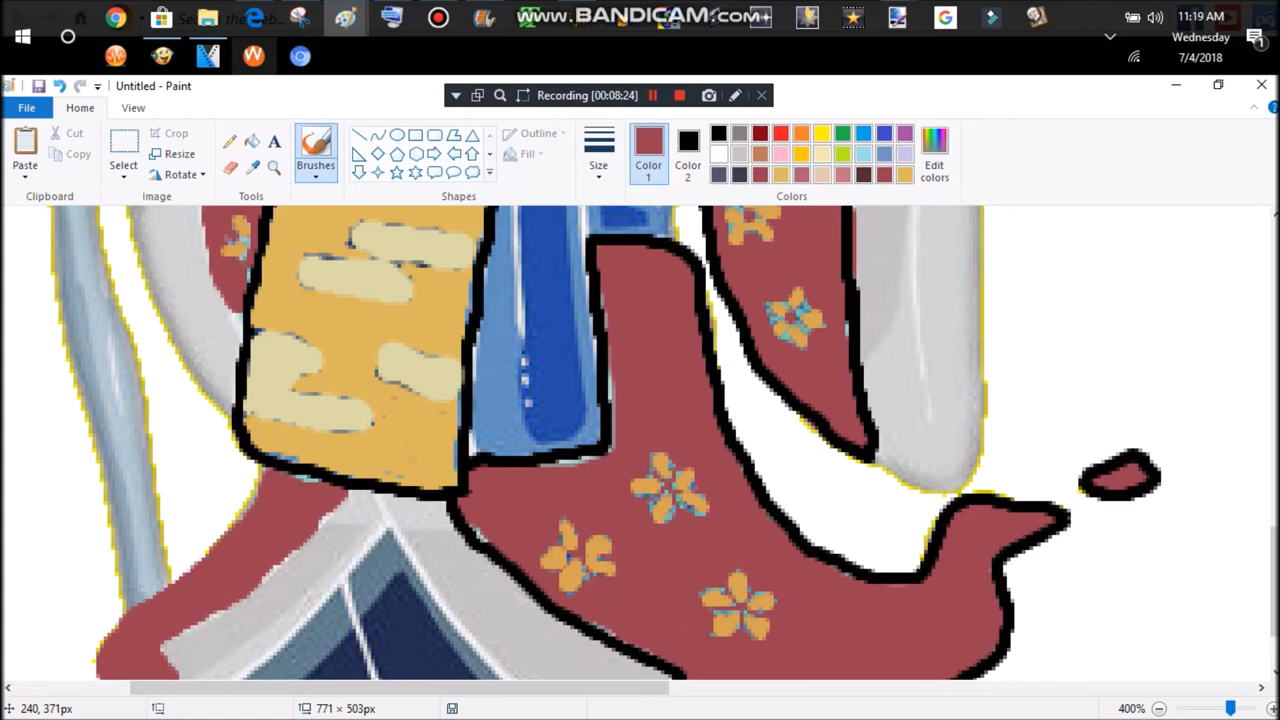 www.BANDICAM.com
11:19 AM
Wednesday
7/4/2018
1
Untitled - Paint
Recording [00:08:24]
File
Home
View
Paste
Cut
Copy
Clipboard
Select
Crop
Resize
Rotate
Image
Tools
Brushes
Shapes
Outline
Fill
Size
Color 1
Color 2
Edit colors
Colors
240, 371px
771 × 503px
400%